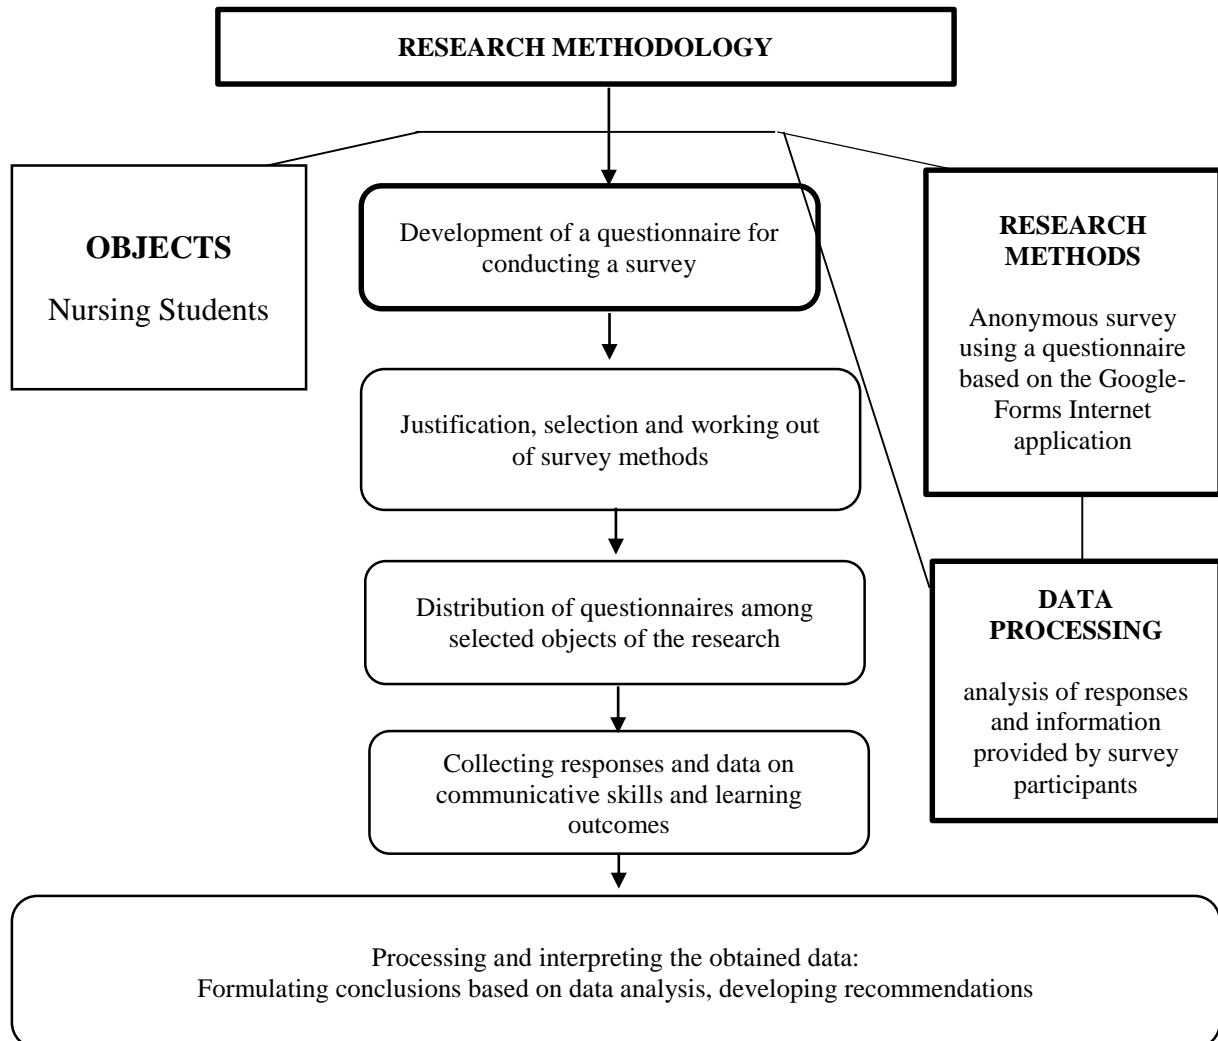 RESEARCH METHODOLOGY
OBJECTS
Nursing Students
Development of a questionnaire for
conducting a survey
Justification, selection and working out
of survey methods
Distribution of questionnaires among
selected objects of the research
Collecting responses and data on
communicative skills and learning
outcomes
RESEARCH
METHODS
Anonymous survey
using a questionnaire
based on the Google-
Forms Internet
application
DATA
PROCESSING
analysis of responses
and information
provided by survey
participants
Processing and interpreting the obtained data:
Formulating conclusions based on data analysis, developing recommendations